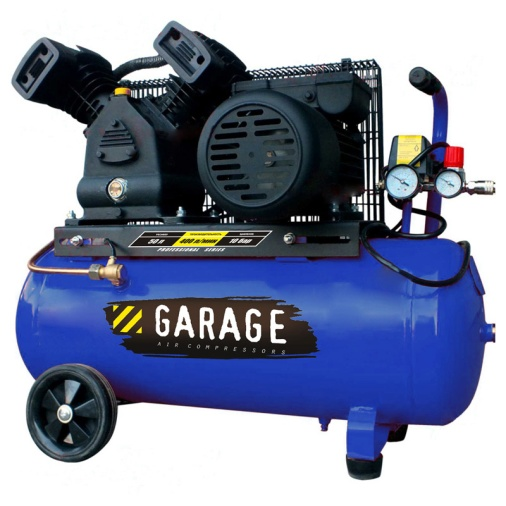 50 л 400 л/мин 10 бар
PROFESSIONAL SERIES
GARAGE
AIR COMPRESSORS